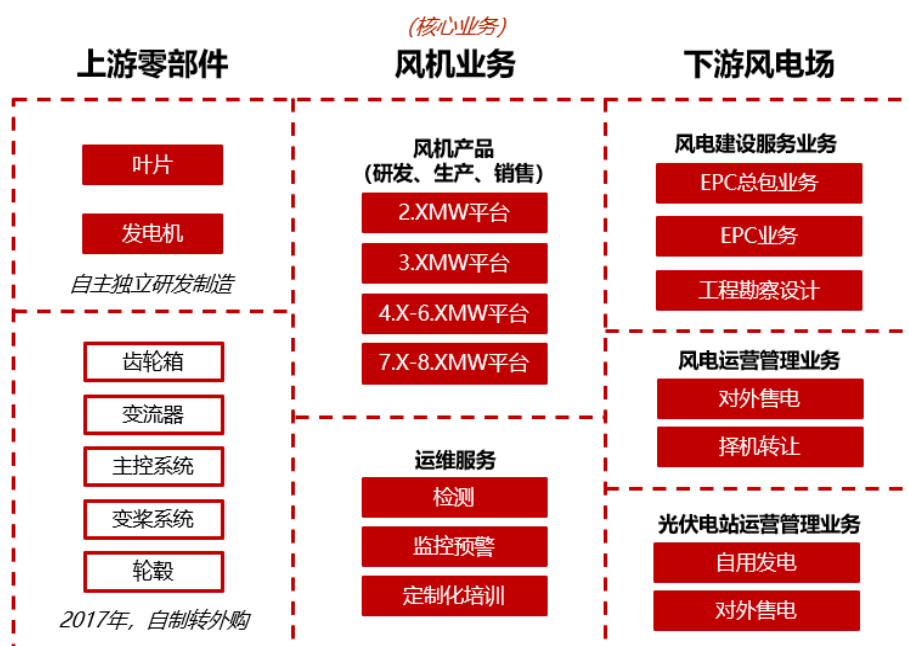 (核心业务)
上游零部件
风机业务
下游风电场
叶片
发电机
自主独立研发制造
齿轮箱
变流器
主控系统
变桨系统
轮毂
2017年，自制转外购
风机产品
(研发、生产、销售)
2.XMW平台
3.XMW平台
4.X-6.XMW平台
7.X-8.XMW平台
运维服务
检测
监控预警
定制化培训
风电建设服务业务
EPC总包业务
EPC业务
工程勘察设计
风电运营管理业务
对外售电
择机转让
光伏电站运营管理业务
自用发电
对外售电